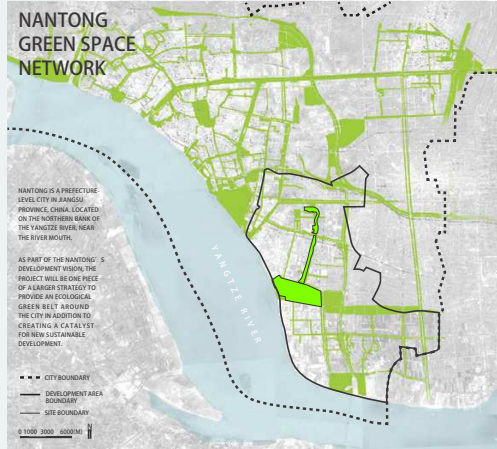 NANTONG
GREEN SPACE
NETWORK
NANTONG IS A PREFECTURE-
LEVEL CITY IN JIANGSU
PROVINCE, CHINA. LOCATED
ON THE NORTHERN BANK OF
THE YANGTZE RIVER, NEAR
THE RIVER MOUTH.
AS PART OF THE NANTONG' S
DEVELOPMENT VISION, THE
PROJECT WILL BE ONE PIECE
OF A LARGER STRATEGY TO
PROVIDE AN ECOLOGICAL
GREEN BELT AROUND
THE CITY IN ADDITION TO
CREATING A CATALYST
FOR NEW SUSTAINABLE
DEVELOPMENT.
YANGTZE RIVER
CITY BOUNDARY
DEVELOPMENT AREA
BOUNDARY
SITE BOUNDARY
0 1000 3000 6000(M) N